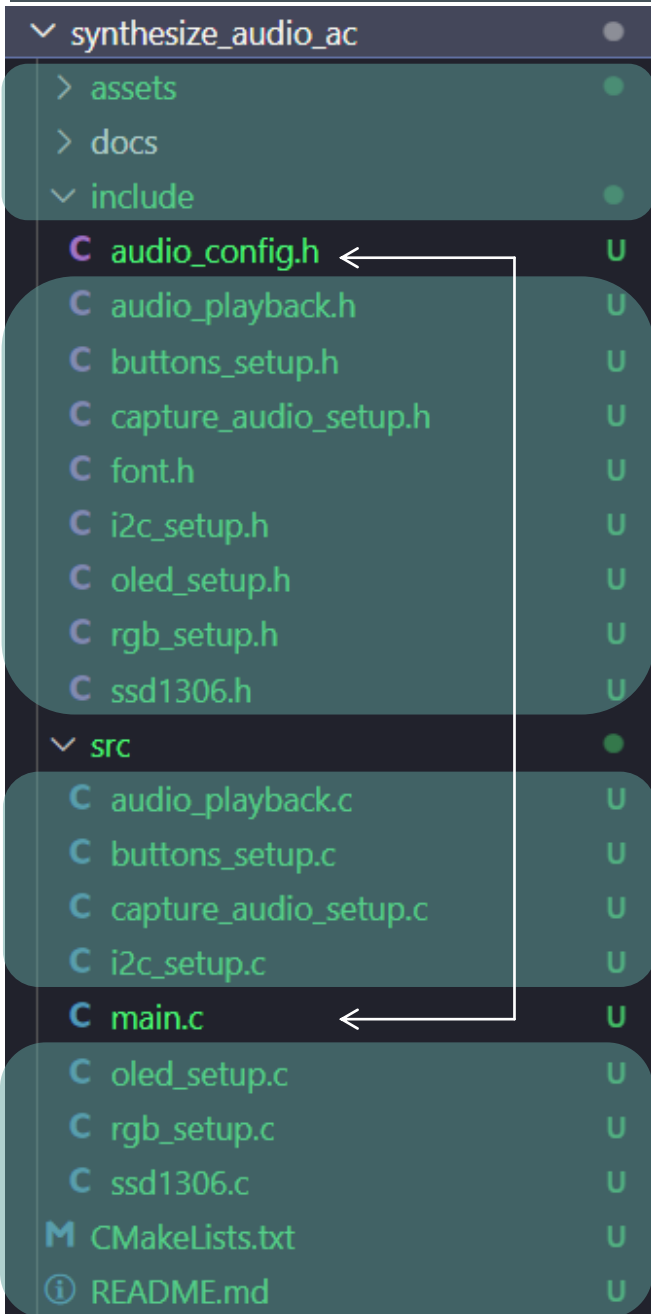 synthesize_audio_ac
assets
docs
include
C audio_config.h U
C audio_playback.h U
C buttons_setup.h U
C capture_audio_setup.h U
C font.h U
C i2c_setup.h U
C oled_setup.h U
C rgb_setup.h U
C ssd1306.h U
src
C audio_playback.c U
C buttons_setup.c U
C capture_audio_setup.c U
C i2c_setup.c U
C main.c U
C oled_setup.c U
C rgb_setup.c U
C ssd1306.c U
M CMakeLists.txt U
README.md U